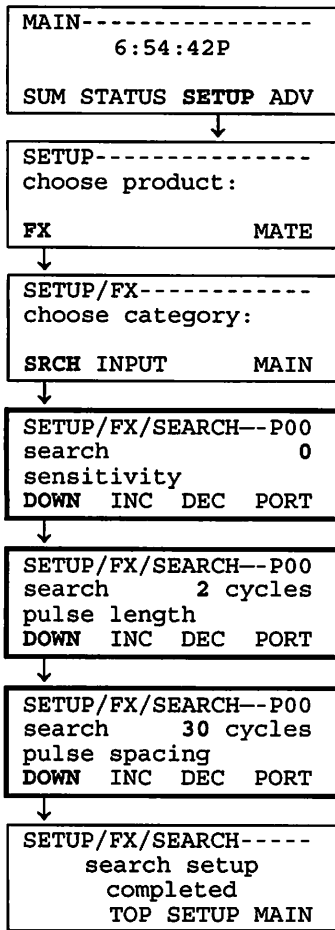 MAIN----------------
6:54:42P
SUM STATUS SETUP ADV
SETUP---------------
choose product:
FX MATE
SETUP/FX------------
choose category:
SRCH INPUT MAIN
SETUP/FX/SEARCH--P00
search 0
sensitivity
DOWN INC DEC PORT
SETUP/FX/SEARCH--P00
search 2 cycles
pulse length
DOWN INC DEC PORT
SETUP/FX/SEARCH--P00
search 30 cycles
pulse spacing
DOWN INC DEC PORT
SETUP/FX/SEARCH-----
search setup
completed
TOP SETUP MAIN